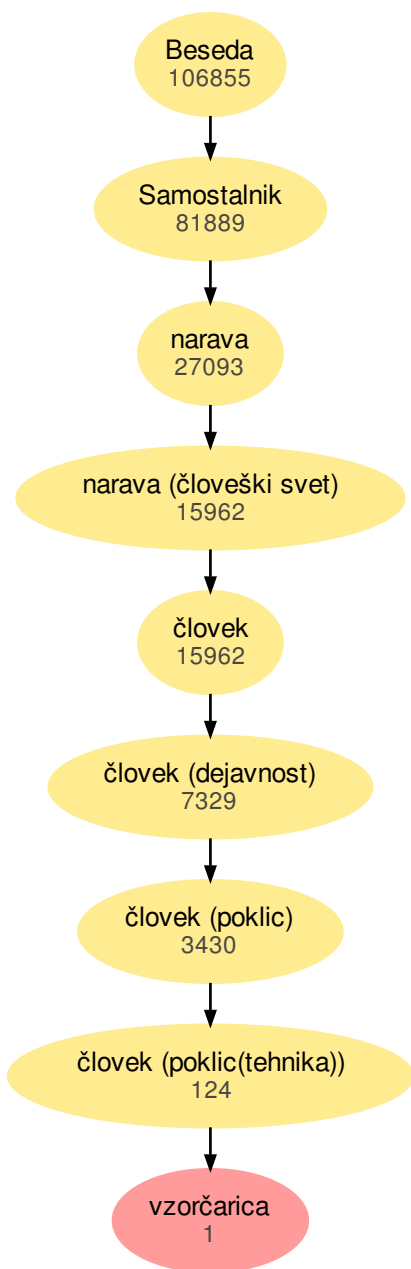 Beseda
106855
Samostalnik
81889
narava
27093
narava (človeški svet)
15962
človek
15962
človek (dejavnost)
7329
človek (poklic)
3430
človek (poklic(tehnika))
124
vzorčarica
1